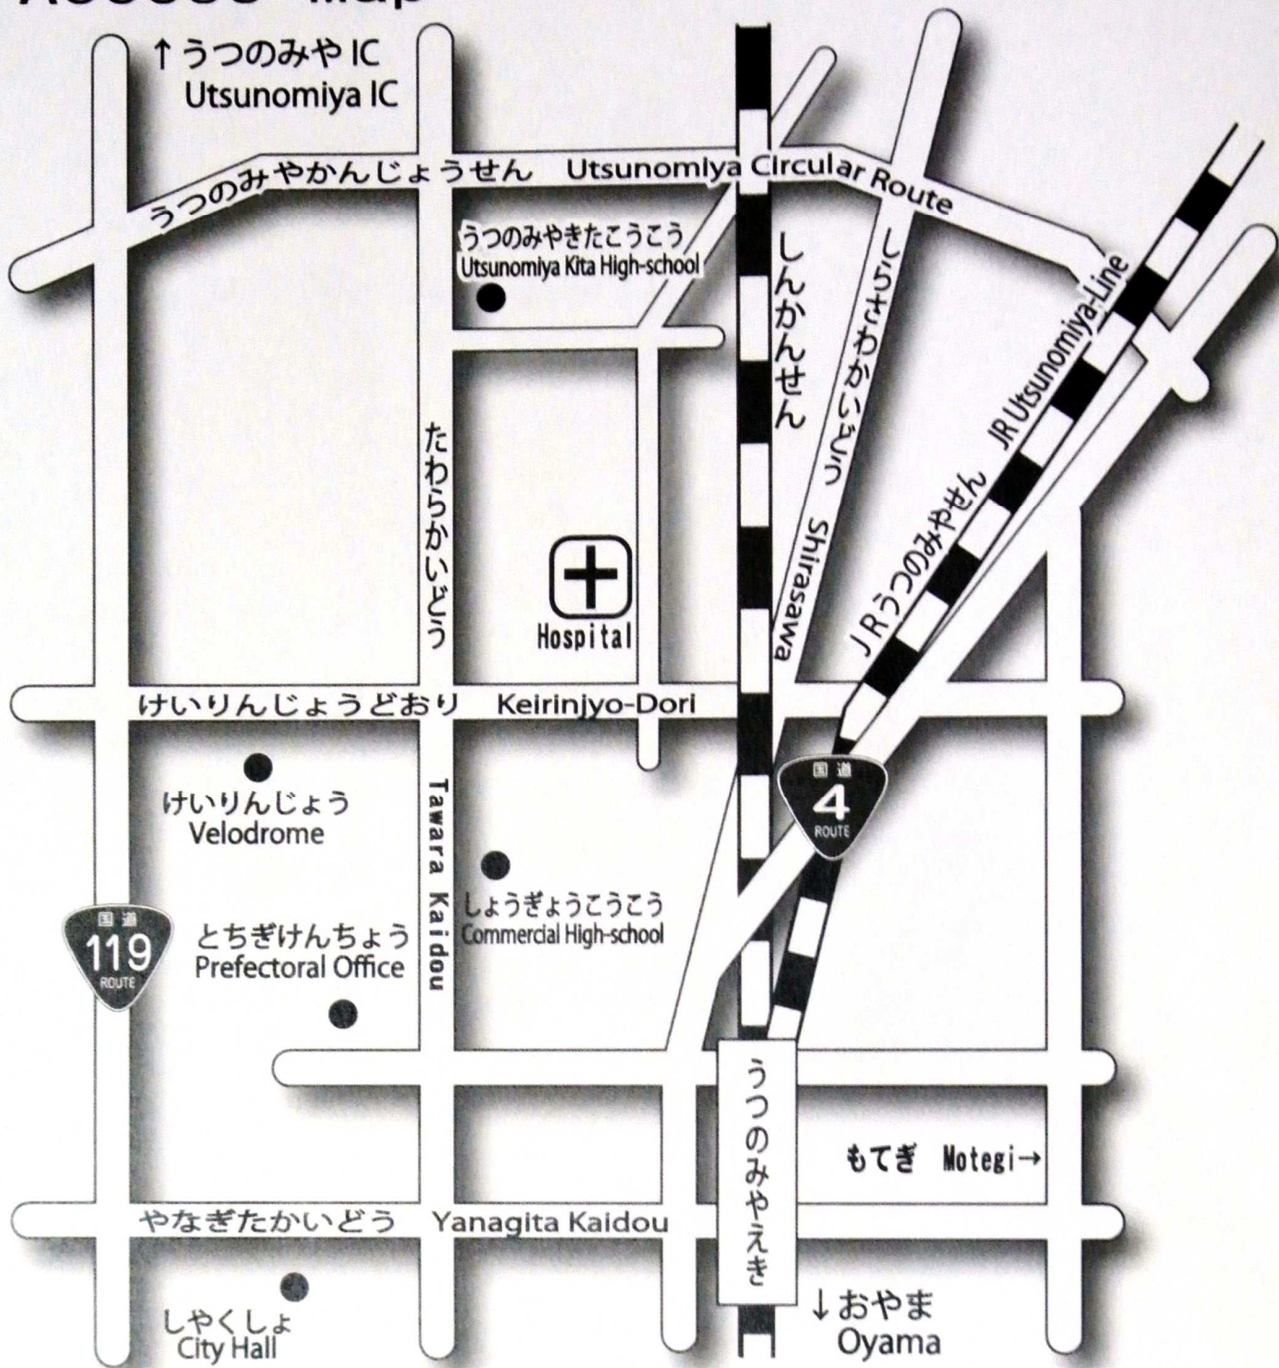 Access Map
↑うつのみやIC
Utsunomiya IC
うつのみやかんじょうせん Utsunomiya Circular Route
うつのみやきたこうこう
Utsunomiya Kita High-school
しんかんせん
しらさわかいどう Shirasawa
JRうつのみやせん JR Utsunomiya-Line
たわらかいどう
Tawara Kaidou
Hospital
けいりんじょうどおり Keirinjyo-Dori
けいりんじょう
Velodrome
国道
4
ROUTE
しょうぎょうこうこう
Commercial High-school
国道
119
ROUTE
とちぎけんちょう
Prefectoral Office
うつのみやえき
もてぎ Motegi→
やなぎたかいどう Yanagita Kaidou
しやくしょ
City Hall
↓おやま
Oyama